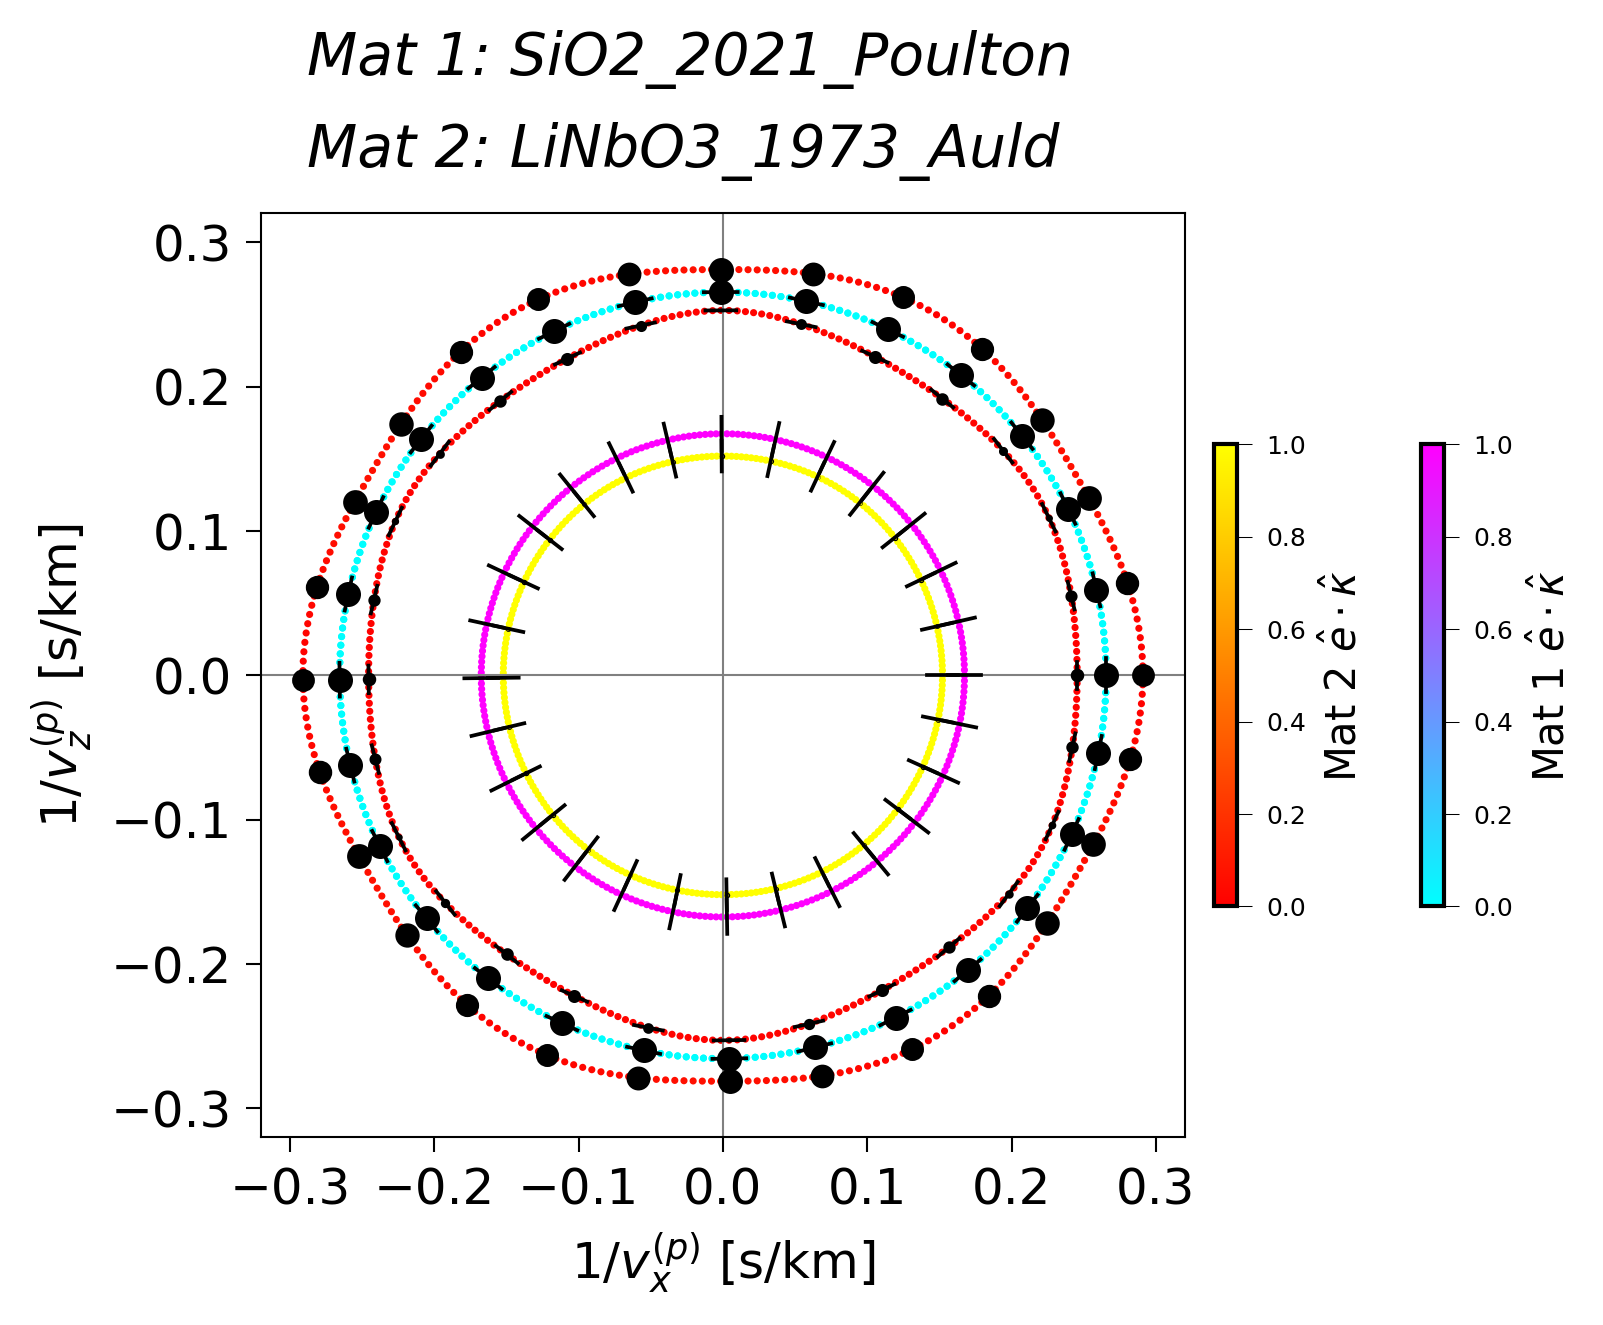 Mat 1: SiO2_2021_Poulton
Mat 2: LiNbO3_1973_Auld
0.3
0.2
0.1
0.0
−0.1
−0.2
−0.3
1/v_z^(p) [s/km]
−0.3 −0.2 −0.1 0.0 0.1 0.2 0.3
1/v_x^(p) [s/km]
1.0
0.8
0.6
0.4
0.2
0.0
Mat 2 ê · κ̂
1.0
0.8
0.6
0.4
0.2
0.0
Mat 1 ê · κ̂